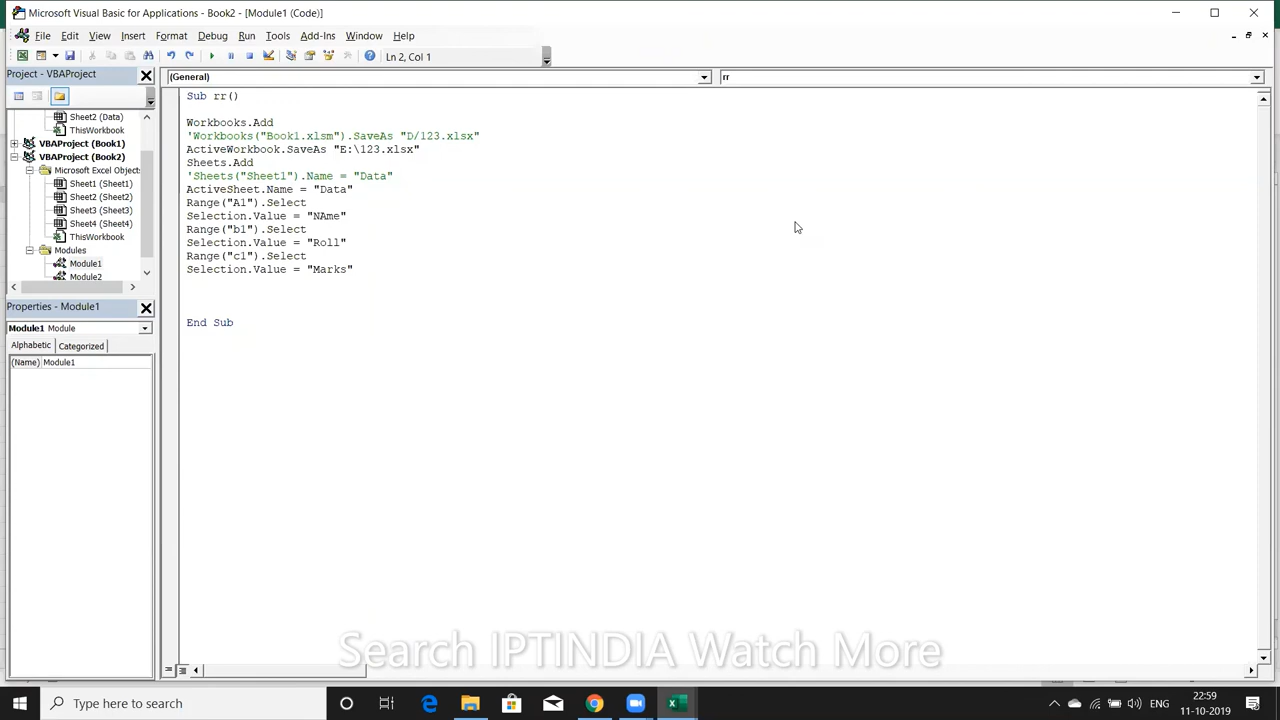 Microsoft Visual Basic for Applications - Book2 - [Module1 (Code)]
File Edit View Insert Format Debug Run Tools Add-Ins Window Help
Ln 2, Col 1
Project - VBAProject
(General)
rr
Sheet2 (Data)
ThisWorkbook
VBAProject (Book1)
VBAProject (Book2)
Microsoft Excel Object
Sheet1 (Sheet1)
Sheet2 (Sheet2)
Sheet3 (Sheet3)
Sheet4 (Sheet4)
ThisWorkbook
Modules
Module1
Module2
Properties - Module1
Module1 Module
Alphabetic Categorized
(Name) Module1
Sub rr()
Workbooks.Add
'Workbooks("Book1.xlsm").SaveAs "D/123.xlsx"
ActiveWorkbook.SaveAs "E:\123.xlsx"
Sheets.Add
'Sheets("Sheet1").Name = "Data"
ActiveSheet.Name = "Data"
Range("A1").Select
Selection.Value = "NAme"
Range("b1").Select
Selection.Value = "Roll"
Range("c1").Select
Selection.Value = "Marks"
End Sub
Search IPTINDIA Watch More
Type here to search
ENG
22:59
11-10-2019